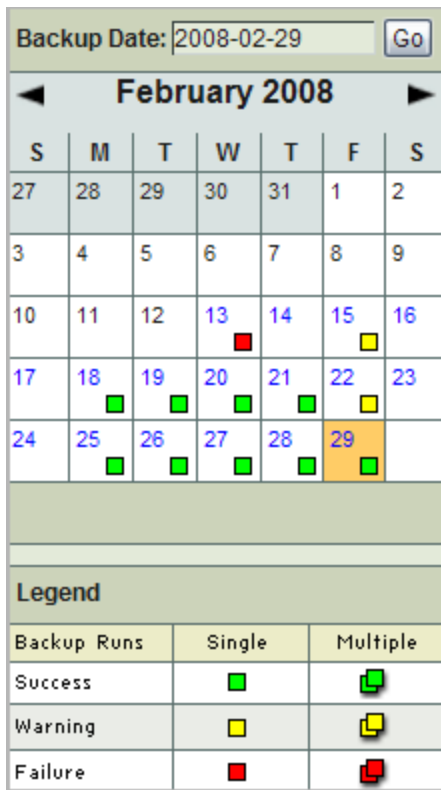 Backup Date: 2008-02-29 Go
February 2008
S M T W T F S
27 28 29 30 31 1 2
3 4 5 6 7 8 9
10 11 12 13 14 15 16
17 18 19 20 21 22 23
24 25 26 27 28 29
Legend
Backup Runs Single Multiple
Success
Warning
Failure